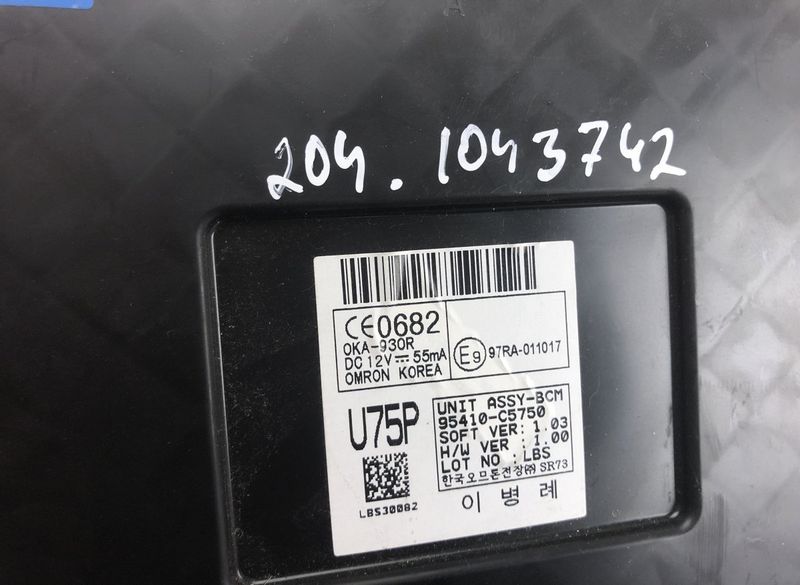 204.1043742
CE0682
OKA-930R
DC 12V⎓55mA
OMRON KOREA
E9 97RA-011017
U75P
UNIT ASSY-BCM
95410-C5750
SOFT VER: 1.03
H/W VER : 1.00
LOT NO : LBS
한국오므론전장㈜ SR73
LBS30082
이 병 례